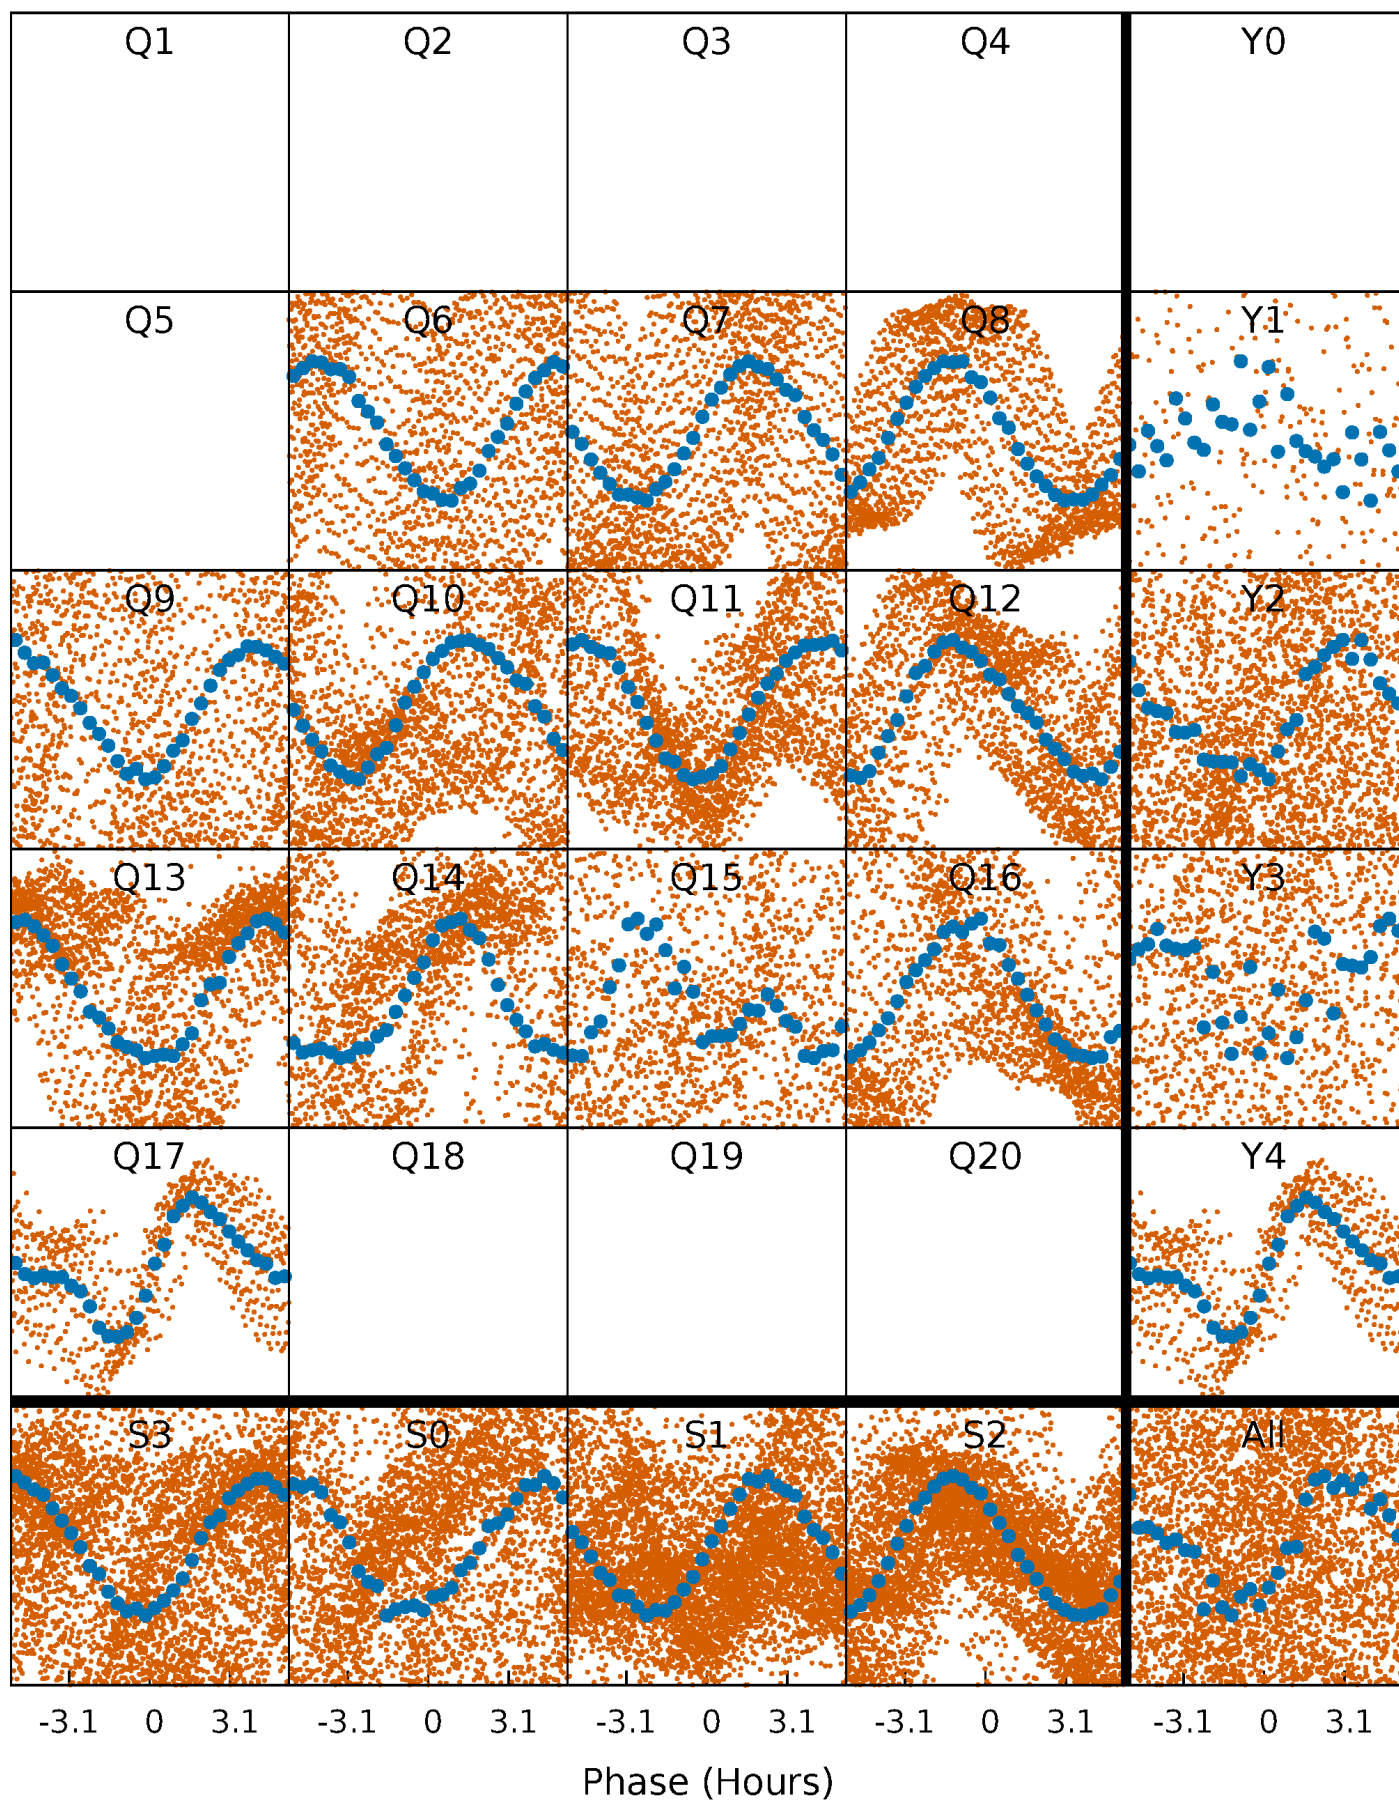 Q1 Q2 Q3 Q4 Y0
Q5 Q6 Q7 Q8 Y1
Q9 Q10 Q11 Q12 Y2
Q13 Q14 Q15 Q16 Y3
Q17 Q18 Q19 Q20 Y4
S3 S0 S1 S2 All
-3.1 0 3.1 -3.1 0 3.1 -3.1 0 3.1 -3.1 0 3.1 -3.1 0 3.1
Phase (Hours)